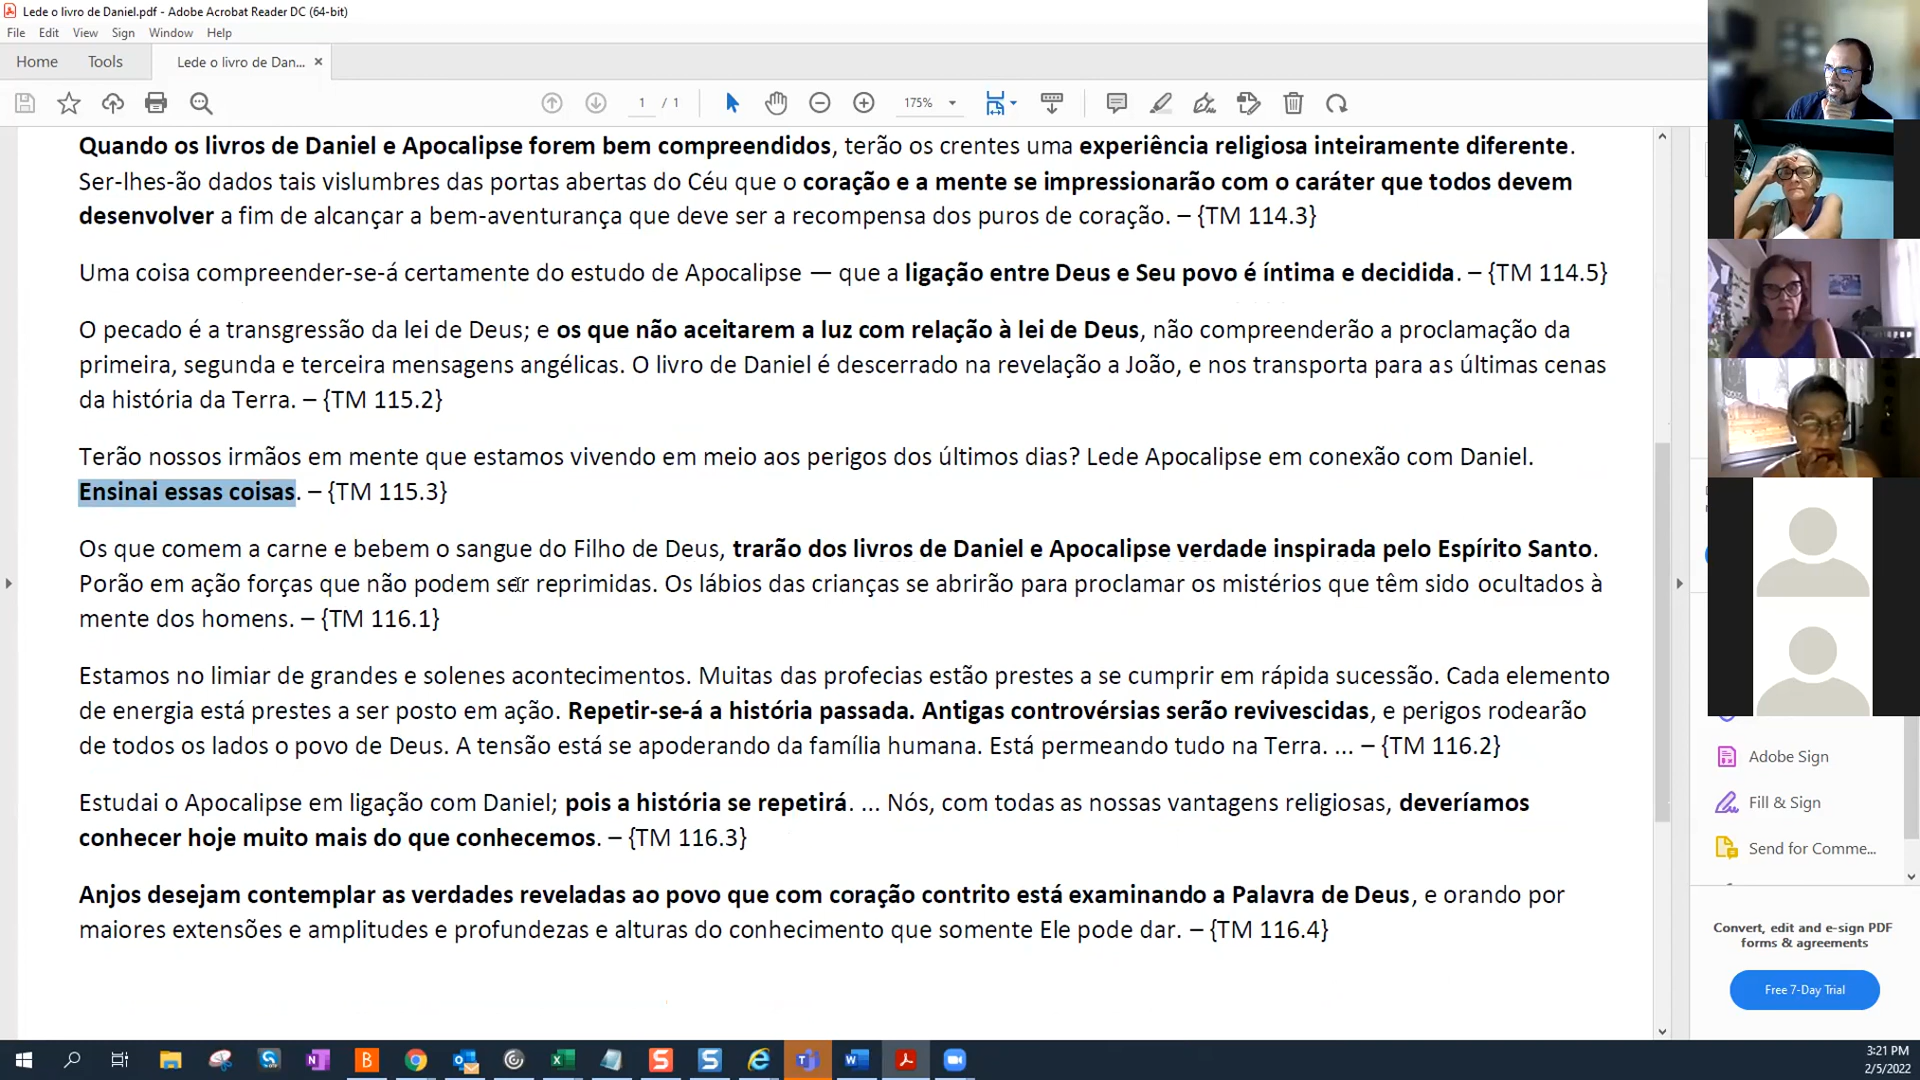 Lede o livro de Daniel.pdf - Adobe Acrobat Reader DC (64-bit)
File Edit View Sign Window Help
Home Tools Lede o livro de Dan... ×
1 / 1 175%
Quando os livros de Daniel e Apocalipse forem bem compreendidos, terão os crentes uma experiência religiosa inteiramente diferente.
Ser-lhes-ão dados tais vislumbres das portas abertas do Céu que o coração e a mente se impressionarão com o caráter que todos devem
desenvolver a fim de alcançar a bem-aventurança que deve ser a recompensa dos puros de coração. – {TM 114.3}
Uma coisa compreender-se-á certamente do estudo de Apocalipse — que a ligação entre Deus e Seu povo é íntima e decidida. – {TM 114.5}
O pecado é a transgressão da lei de Deus; e os que não aceitarem a luz com relação à lei de Deus, não compreenderão a proclamação da
primeira, segunda e terceira mensagens angélicas. O livro de Daniel é descerrado na revelação a João, e nos transporta para as últimas cenas
da história da Terra. – {TM 115.2}
Terão nossos irmãos em mente que estamos vivendo em meio aos perigos dos últimos dias? Lede Apocalipse em conexão com Daniel.
Ensinai essas coisas. – {TM 115.3}
Os que comem a carne e bebem o sangue do Filho de Deus, trarão dos livros de Daniel e Apocalipse verdade inspirada pelo Espírito Santo.
Porão em ação forças que não podem ser reprimidas. Os lábios das crianças se abrirão para proclamar os mistérios que têm sido ocultados à
mente dos homens. – {TM 116.1}
Estamos no limiar de grandes e solenes acontecimentos. Muitas das profecias estão prestes a se cumprir em rápida sucessão. Cada elemento
de energia está prestes a ser posto em ação. Repetir-se-á a história passada. Antigas controvérsias serão revivescidas, e perigos rodearão
de todos os lados o povo de Deus. A tensão está se apoderando da família humana. Está permeando tudo na Terra. ... – {TM 116.2}
Estudai o Apocalipse em ligação com Daniel; pois a história se repetirá. ... Nós, com todas as nossas vantagens religiosas, deveríamos
conhecer hoje muito mais do que conhecemos. – {TM 116.3}
Anjos desejam contemplar as verdades reveladas ao povo que com coração contrito está examinando a Palavra de Deus, e orando por
maiores extensões e amplitudes e profundezas e alturas do conhecimento que somente Ele pode dar. – {TM 116.4}
Adobe Sign
Fill & Sign
Send for Comme...
Convert, edit and e-sign PDF
forms & agreements
Free 7-Day Trial
3:21 PM
2/5/2022